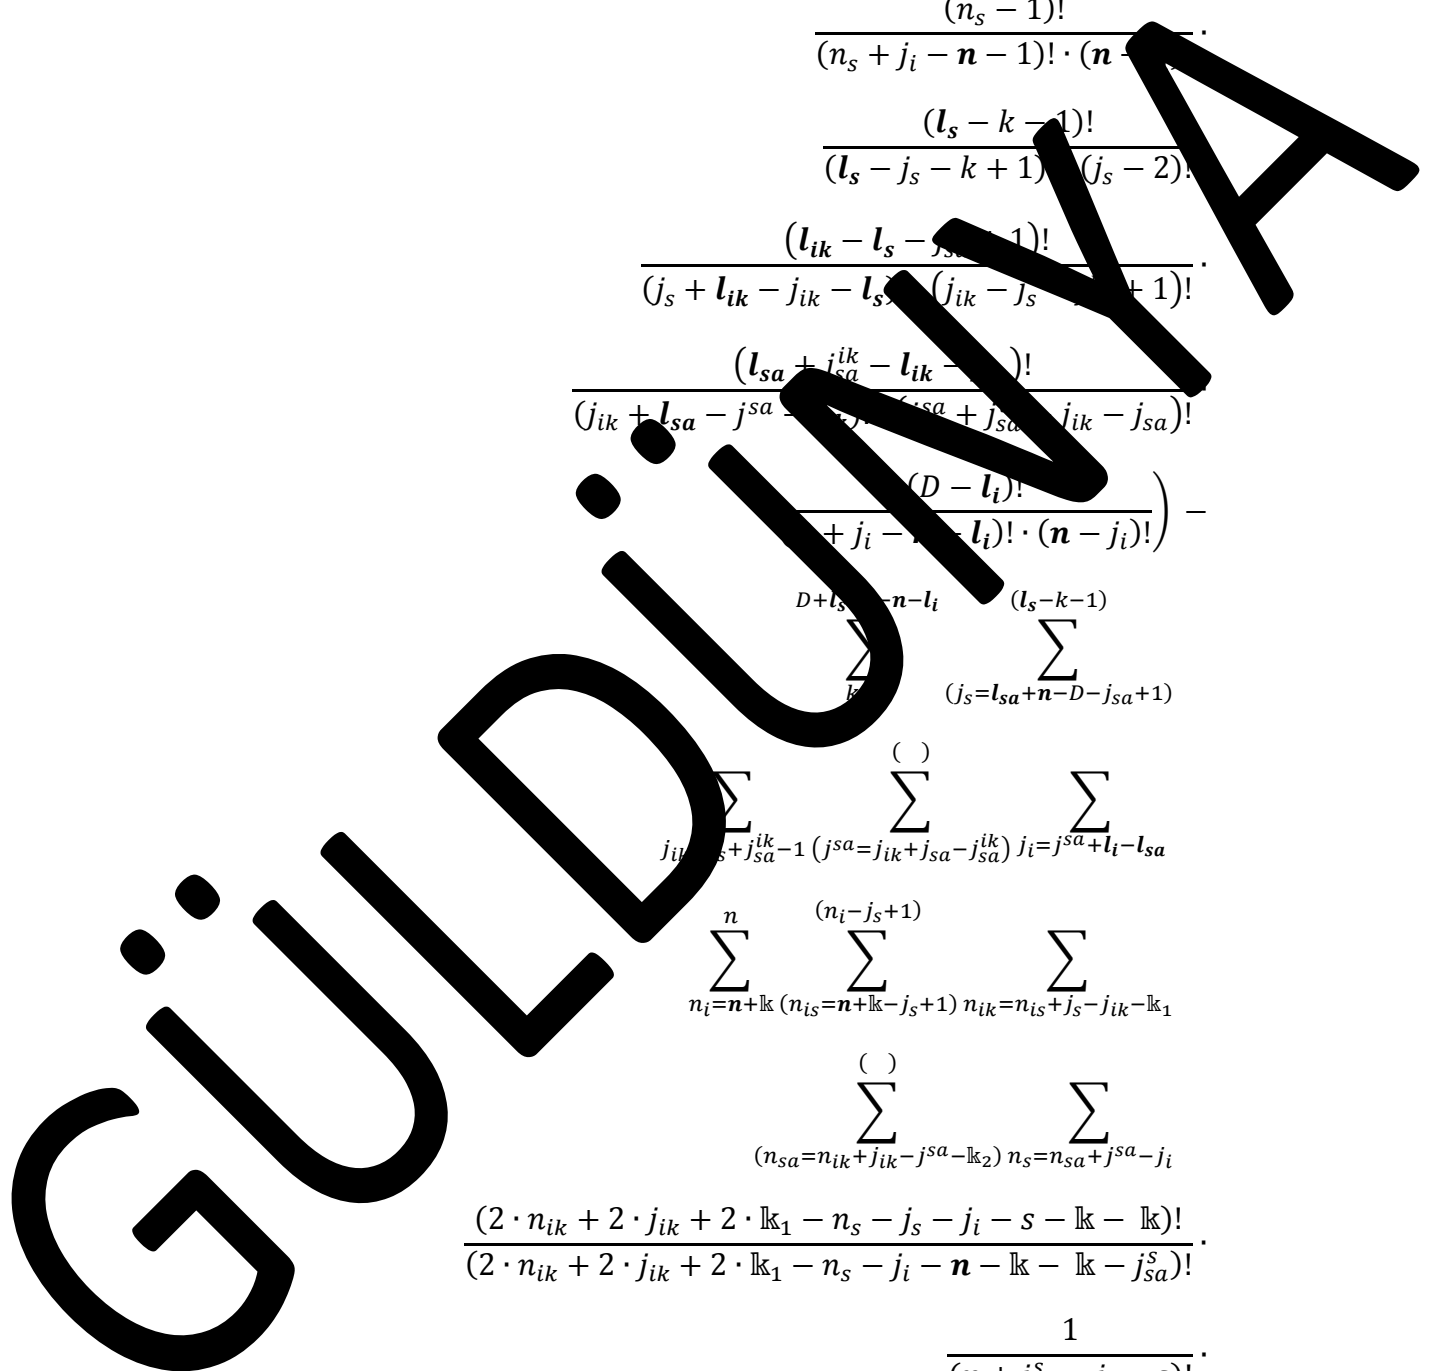 (n_s − 1)!
(n_s + j_i − n − 1)! · (n − ·
(l_s − k − 1)!
(l_s − j_s − k + 1) (j_s − 2)!
(l_ik − l_s − 1)!
(j_s + l_ik − j_ik − l_s) (j_ik − j_s + 1)! ·
(l_sa + j_sa^ik − l_ik − )!
(j_ik + l_sa − j^sa − + j_sa j_ik − j_sa)!
(D − l_i)!
+ j_i − l_i)! · (n − j_i)!) −
D+l_s −n−l_i (l_s−k−1)
∑ ∑
k (j_s=l_sa+n−D−j_sa+1)
( )
∑ ∑ ∑
j_ik s+j_sa^ik−1 (j^sa=j_ik+j_sa−j_sa^ik) j_i=j^sa+l_i−l_sa
n (n_i−j_s+1)
∑ ∑ ∑
n_i=n+𝕜 (n_is=n+𝕜−j_s+1) n_ik=n_is+j_s−j_ik−𝕜_1
( )
∑ ∑
(n_sa=n_ik+j_ik−j^sa−𝕜_2) n_s=n_sa+j^sa−j_i
(2 · n_ik + 2 · j_ik + 2 · 𝕜_1 − n_s − j_s − j_i − s − 𝕜 − 𝕜)!
(2 · n_ik + 2 · j_ik + 2 · 𝕜_1 − n_s − j_i − n − 𝕜 − 𝕜 − j_sa^s)! ·
1
GÜLDÜNYA